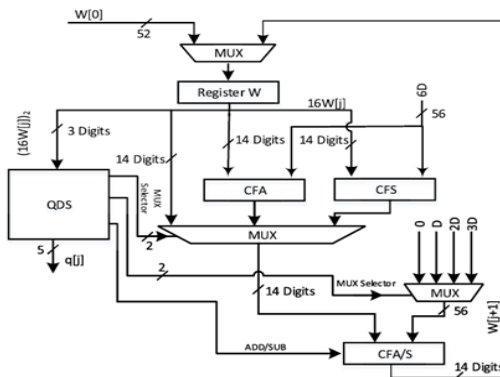 W[0]
52
MUX
Register W
16W[j]
6D
56
(16W[j])₂
3 Digits
14 Digits
14 Digits
14 Digits
CFA
CFS
QDS
MUX
Selector
2
MUX
5
q[j]
2
MUX Selector
0
D
2D
3D
MUX
56
14 Digits
W[j+1]
ADD/SUB
CFA/S
14 Digits